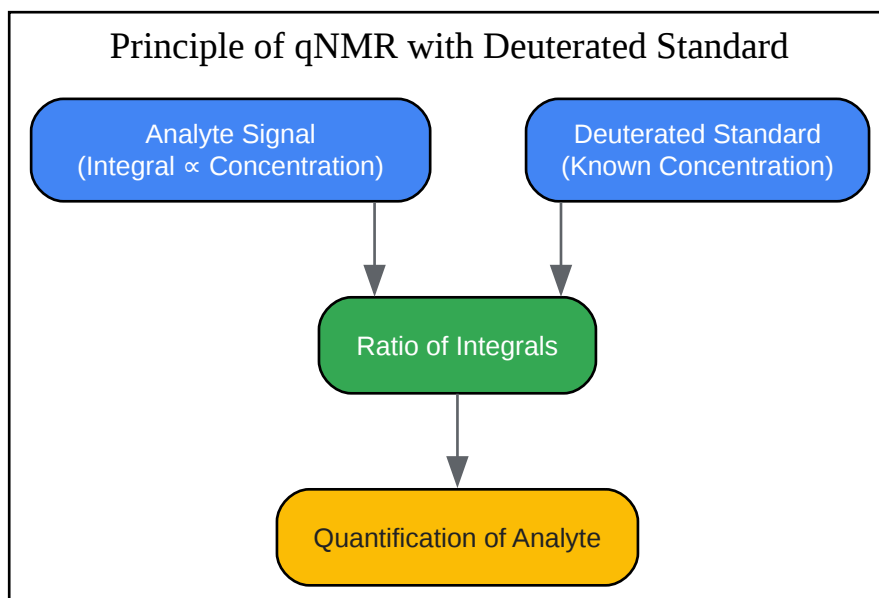 Principle of qNMR with Deuterated Standard
Analyte Signal
(Integral ∝ Concentration)
Deuterated Standard
(Known Concentration)
Ratio of Integrals
Quantification of Analyte